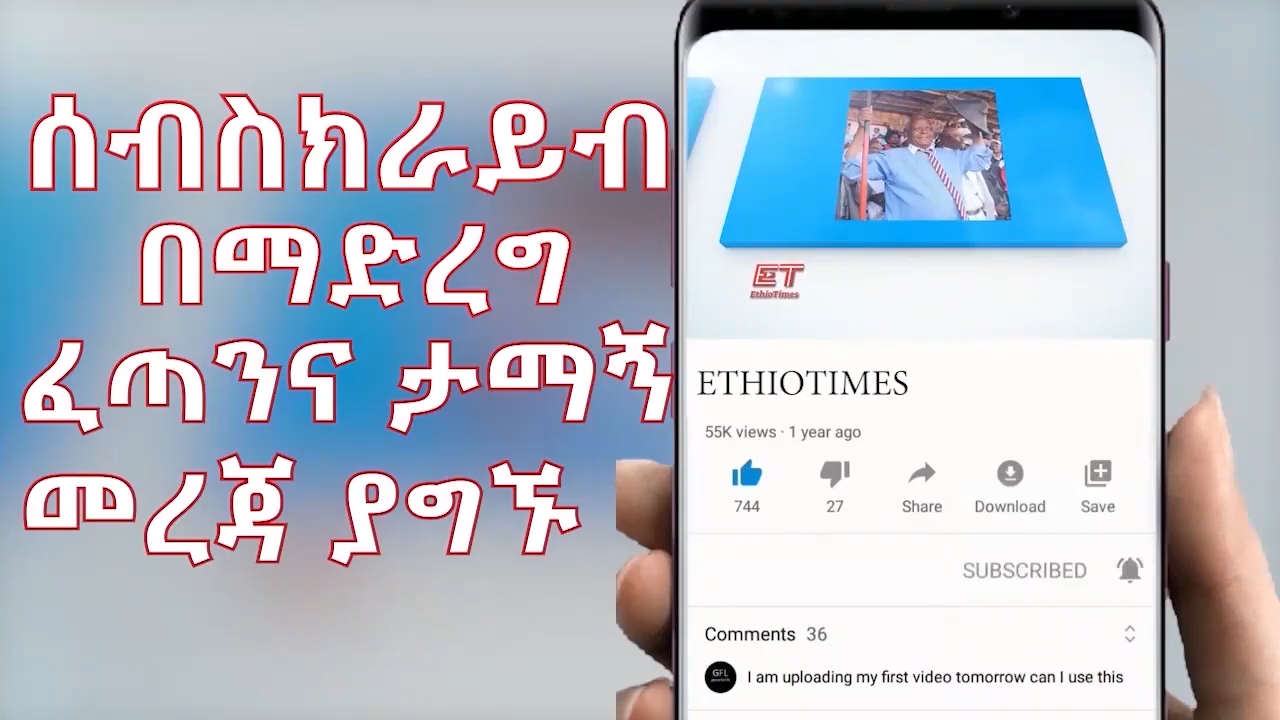 ሰብስክራይብ
በማድረግ
ፈጣንና ታማኝ
መረጃ ያግኙ
ET
EthioTimes
ETHIOTIMES
55K views · 1 year ago
744 27 Share Download Save
SUBSCRIBED
Comments 36
GFL
I am uploading my first video tomorrow can I use this